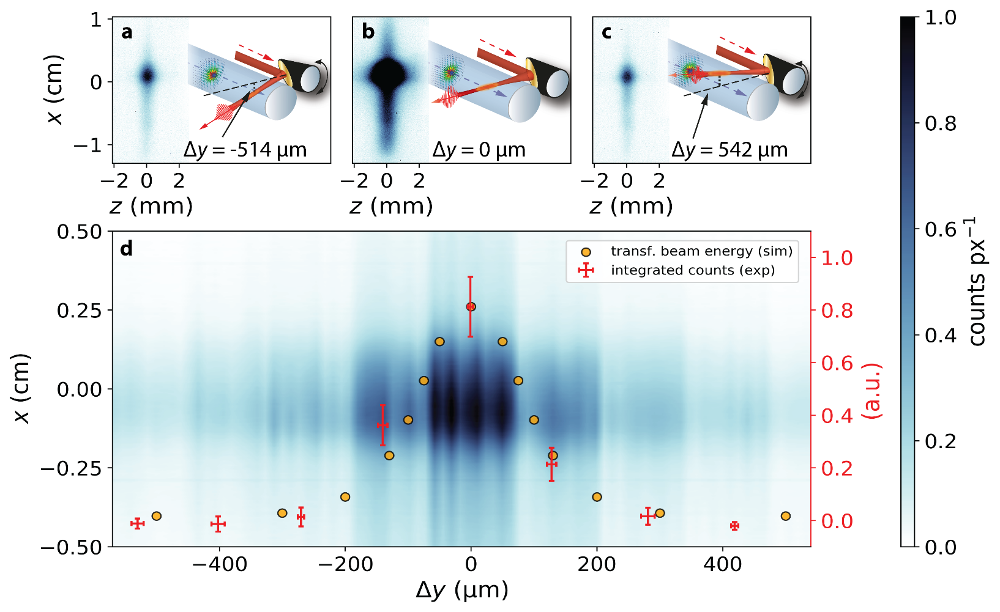 a
b
c
1
0
−1
x (cm)
Δy = -514 µm
Δy = 0 µm
Δy = 542 µm
−2 0 2
−2 0 2
−2 0 2
z (mm)
z (mm)
z (mm)
d
0.50
0.25
0.00
−0.25
−0.50
x (cm)
transf. beam energy (sim)
integrated counts (exp)
1.0
0.8
0.6
0.4
0.2
0.0
(a.u.)
−400 −200 0 200 400
Δy (µm)
1.0
0.8
0.6
0.4
0.2
0.0
counts px⁻¹